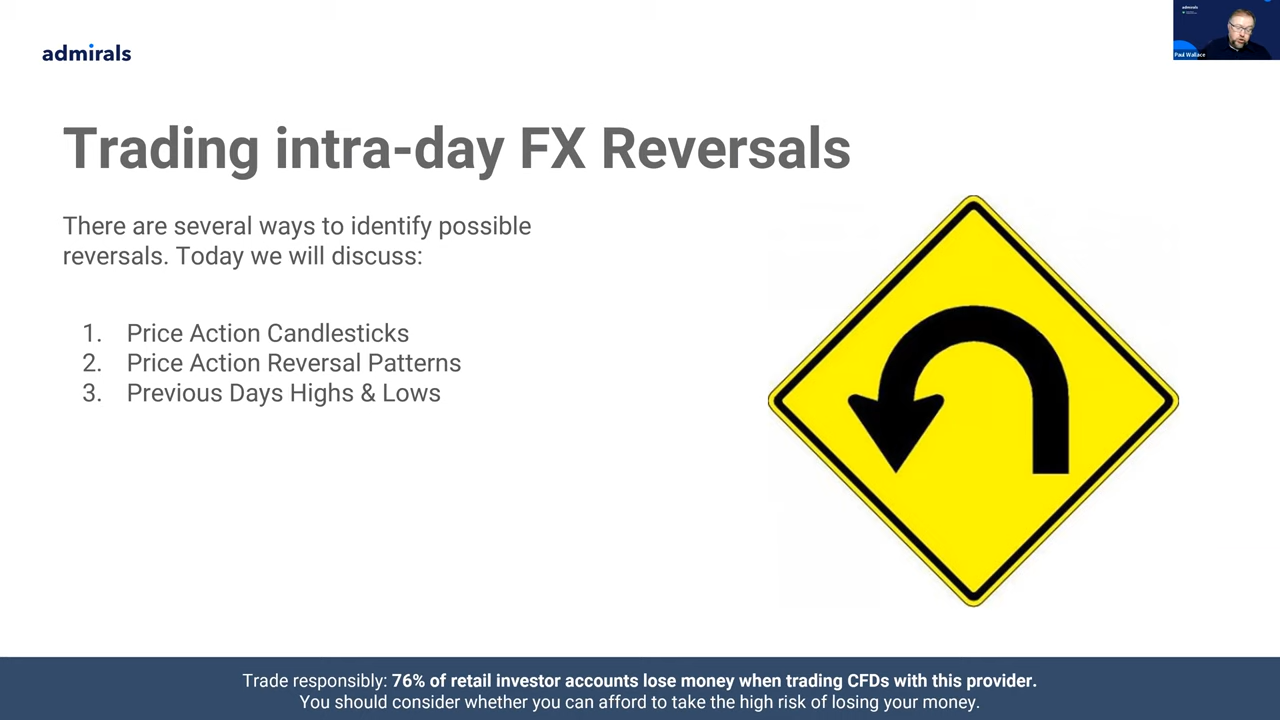 admirals
admirals
Paul Wallace
Trading intra-day FX Reversals
There are several ways to identify possible
reversals. Today we will discuss:
1. Price Action Candlesticks
2. Price Action Reversal Patterns
3. Previous Days Highs & Lows
Trade responsibly: 76% of retail investor accounts lose money when trading CFDs with this provider.
You should consider whether you can afford to take the high risk of losing your money.